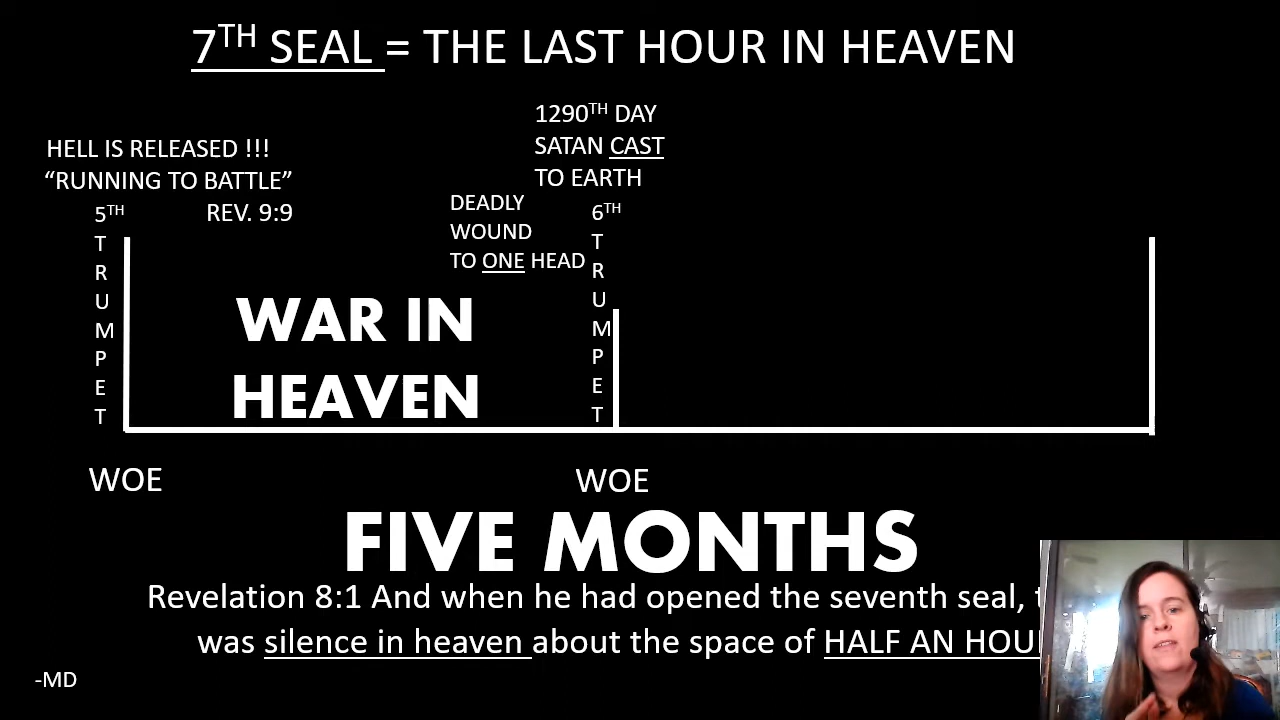 7TH SEAL = THE LAST HOUR IN HEAVEN
1290TH DAY
SATAN CAST
TO EARTH
HELL IS RELEASED !!!
“RUNNING TO BATTLE”
REV. 9:9
5TH
T
R
U
M
P
E
T
DEADLY
WOUND
TO ONE HEAD
6TH
T
R
U
M
P
E
T
WAR IN
HEAVEN
WOE
WOE
FIVE MONTHS
Revelation 8:1 And when he had opened the seventh seal,
was silence in heaven about the space of HALF AN HOU
-MD